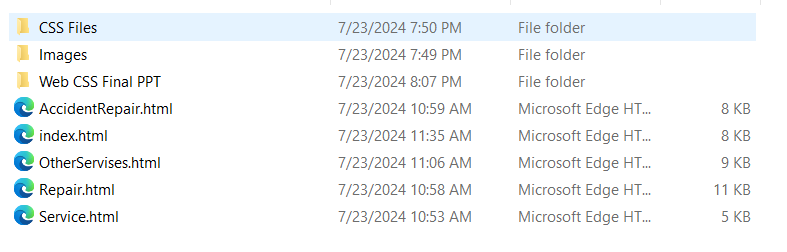 CSS Files 7/23/2024 7:50 PM File folder
Images 7/23/2024 7:49 PM File folder
Web CSS Final PPT 7/23/2024 8:07 PM File folder
AccidentRepair.html 7/23/2024 10:59 AM Microsoft Edge HT... 8 KB
index.html 7/23/2024 11:35 AM Microsoft Edge HT... 8 KB
OtherServises.html 7/23/2024 11:06 AM Microsoft Edge HT... 9 KB
Repair.html 7/23/2024 10:58 AM Microsoft Edge HT... 11 KB
Service.html 7/23/2024 10:53 AM Microsoft Edge HT... 5 KB